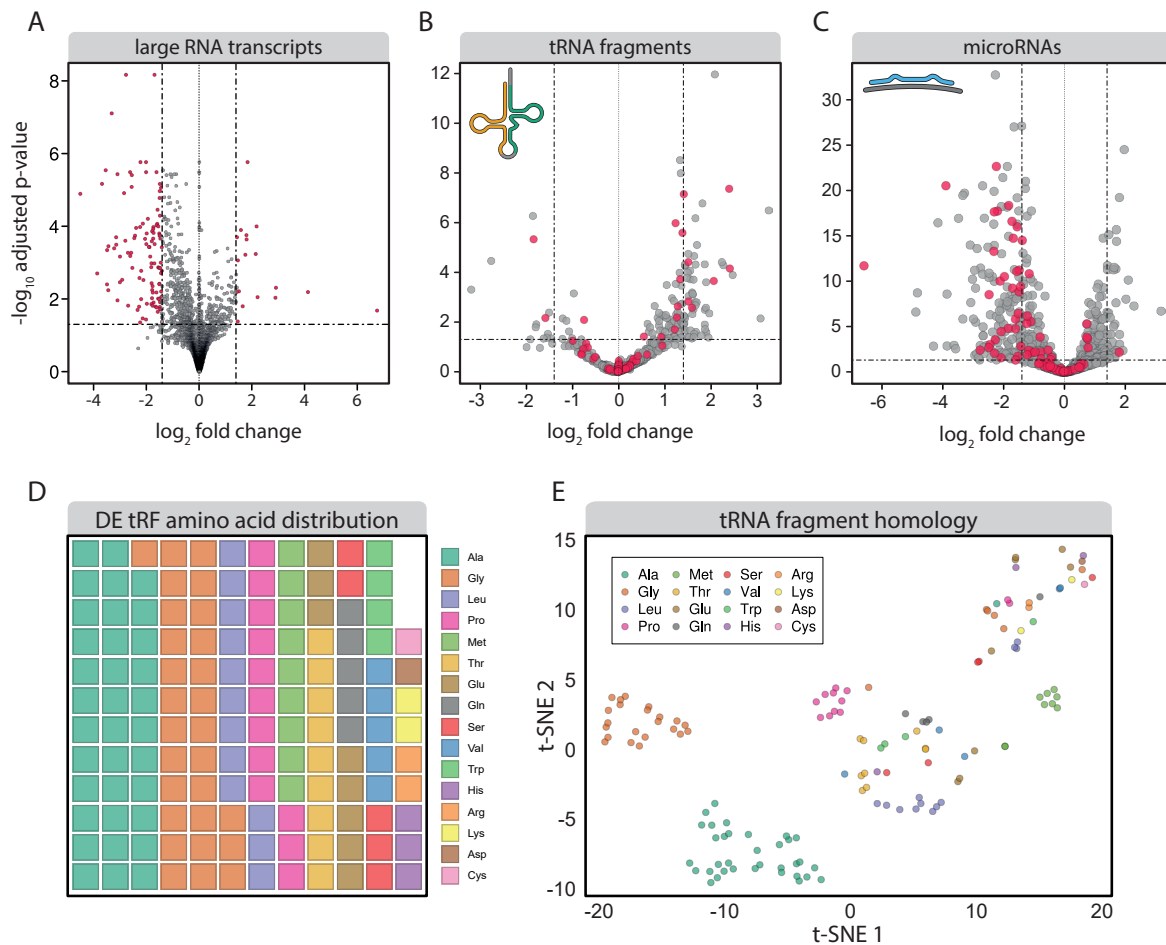 A
B
C
large RNA transcripts
tRNA fragments
microRNAs
-log10 adjusted p-value
8
6
4
2
0
-4
-2
0
2
4
6
log2 fold change
12
10
8
6
4
2
0
-3
-2
-1
0
1
2
3
log2 fold change
30
25
20
15
10
5
0
-6
-4
-2
0
2
log2 fold change
D
E
DE tRF amino acid distribution
Ala
Gly
Leu
Pro
Met
Thr
Glu
Gln
Ser
Val
Trp
His
Arg
Lys
Asp
Cys
tRNA fragment homology
Ala Met Ser Arg
Gly Thr Val Lys
Leu Glu Trp Asp
Pro Gln His Cys
t-SNE 2
15
10
5
0
-5
-10
-20
-10
0
10
20
t-SNE 1